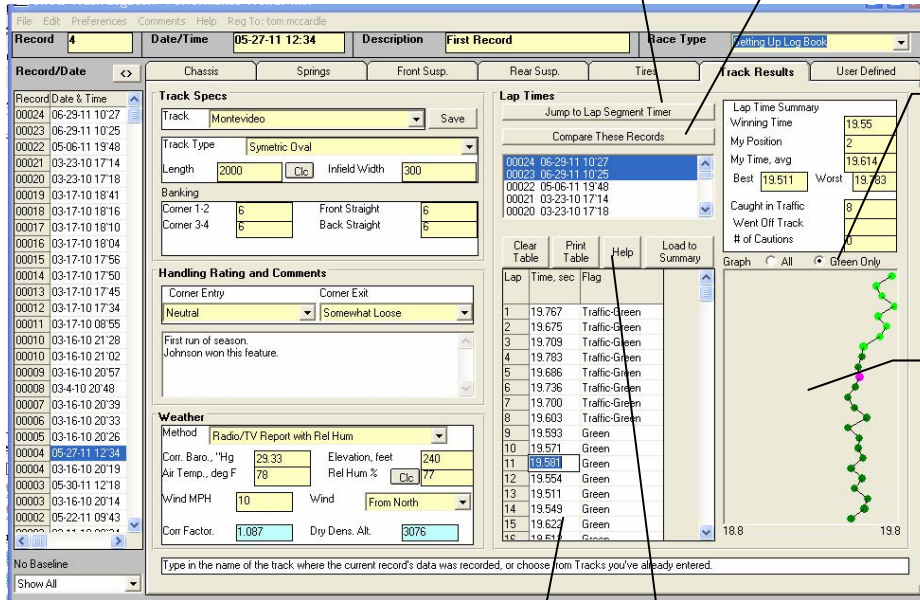 File Edit Preferences Comments Help Reg To: tom mccardle
Record 4 Date/Time 05-27-11 12:34 Description First Record Race Type Setting Up Log Book
Record/Date <> Chassis Springs Front Susp. Rear Susp. Tires Track Results User Defined
Record Date & Time
00024 06-29-11 10'27
00023 06-29-11 10'25
00022 05-06-11 19'48
00021 03-23-10 17'14
00020 03-23-10 17'18
00019 03-17-10 18'41
00018 03-17-10 18'16
00017 03-17-10 18'10
00016 03-17-10 18'04
00015 03-17-10 17'56
00014 03-17-10 17'50
00013 03-17-10 17'45
00012 03-17-10 17'34
00011 03-17-10 08'55
00010 03-16-10 21'28
00010 03-16-10 21'02
00009 03-16-10 20'57
00008 03-4-10 20'48
00007 03-16-10 20'39
00006 03-16-10 20'33
00005 03-16-10 20'26
00004 05-27-11 12'34
00004 03-16-10 20'19
00003 05-30-11 12'18
00003 03-16-10 20'14
00002 05-22-11 09'43
No Baseline
Show All
Track Specs
Track Montevideo Save
Track Type Symetric Oval
Length 2000 Clc Infield Width 300
Banking
Corner 1-2 6 Front Straight 6
Corner 3-4 6 Back Straight 6
Handling Rating and Comments
Corner Entry Corner Exit
Neutral Somewhat Loose
First run of season.
Johnson won this feature.
Weather
Method Radio/TV Report with Rel Hum
Corr. Baro., "Hg 29.33 Elevation, feet 240
Air Temp., deg F 78 Rel Hum % Clc 77
Wind MPH 10 Wind From North
Corr Factor. 1.087 Dry Dens. Alt. 3076
Lap Times
Jump to Lap Segment Timer
Compare These Records
00024 06-29-11 10'27
00023 06-29-11 10'25
00022 05-06-11 19'48
00021 03-23-10 17'14
00020 03-23-10 17'18
Clear Table Print Table Help Load to Summary
Lap Time, sec Flag
1 19.767 Traffic-Green
2 19.675 Traffic-Green
3 19.709 Traffic-Green
4 19.783 Traffic-Green
5 19.686 Traffic-Green
6 19.736 Traffic-Green
7 19.700 Traffic-Green
8 19.603 Traffic-Green
9 19.593 Green
10 19.571 Green
11 19.581 Green
12 19.554 Green
13 19.511 Green
14 19.549 Green
15 19.622 Green
16 19.512 Green
Lap Time Summary
Winning Time 19.55
My Position 2
My Time, avg 19.614
Best 19.511 Worst 19.783
Caught in Traffic 8
Went Off Track
# of Cautions 0
Graph All Green Only
18.8 19.8
Type in the name of the track where the current record's data was recorded, or choose from Tracks you've already entered.